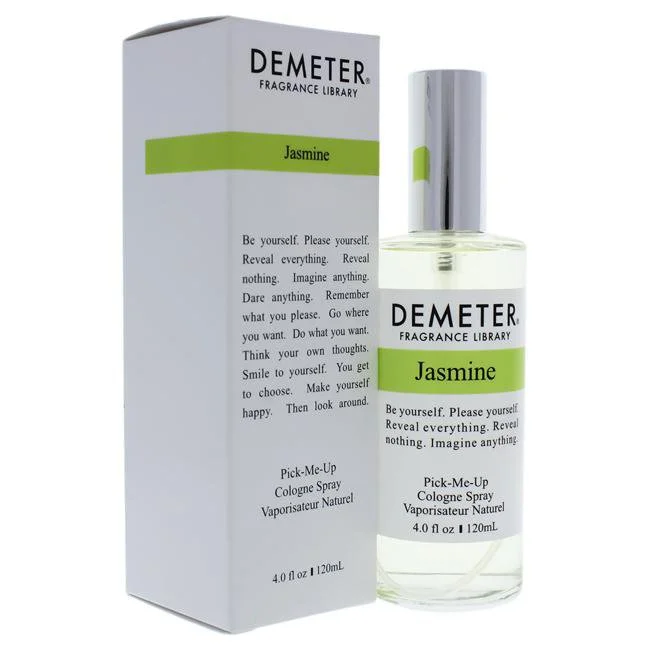 DEMETER®
FRAGRANCE LIBRARY
Jasmine
Be yourself. Please yourself.
Reveal everything. Reveal
nothing. Imagine anything.
Dare anything. Remember
what you please. Go where
you want. Do what you want.
Think your own thoughts.
Smile to yourself. You get
to choose. Make yourself
happy. Then look around.
Pick-Me-Up
Cologne Spray
Vaporisateur Naturel
4.0 fl oz 120mL
DEMETER®
FRAGRANCE LIBRARY
Jasmine
Be yourself. Please yourself.
Reveal everything. Reveal
nothing. Imagine anything.
Pick-Me-Up
Cologne Spray
Vaporisateur Naturel
4.0 fl oz 120mL